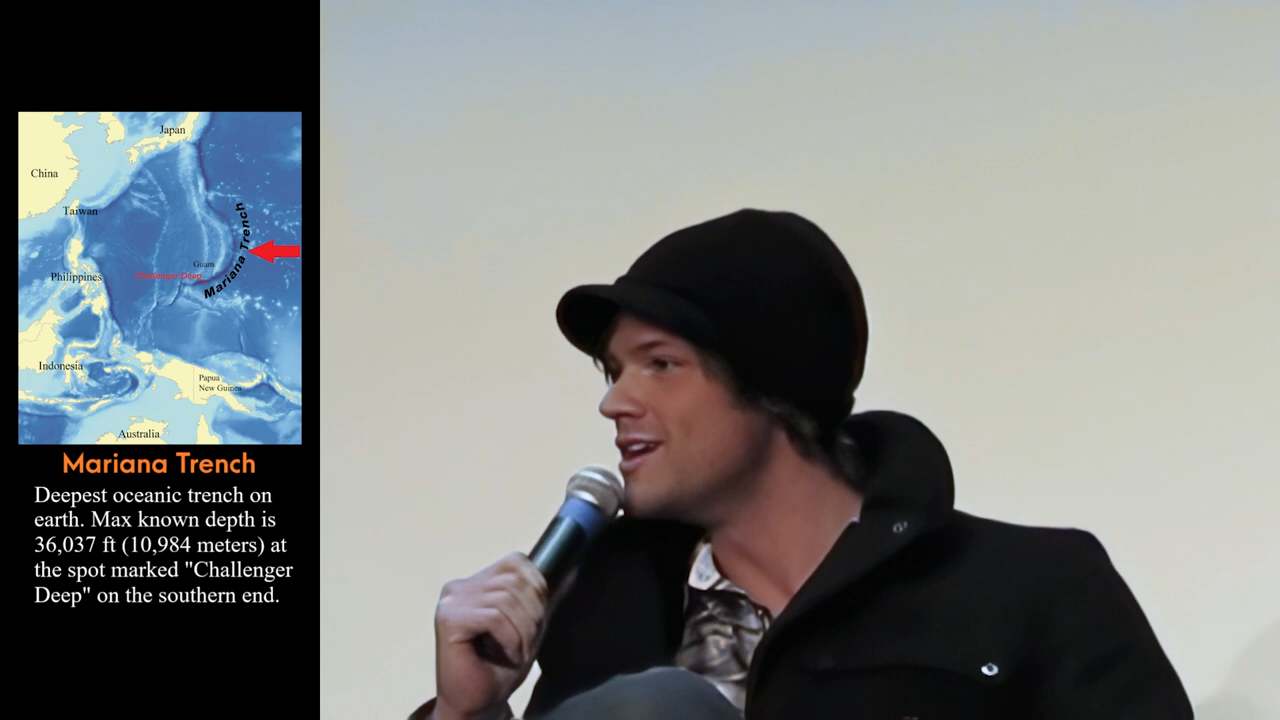 Japan
China
Taiwan
Mariana Trench
Guam
Challenger Deep
Philippines
Indonesia
Papua
New Guinea
Australia
Mariana Trench
Deepest oceanic trench on
earth. Max known depth is
36,037 ft (10,984 meters) at
the spot marked "Challenger
Deep" on the southern end.